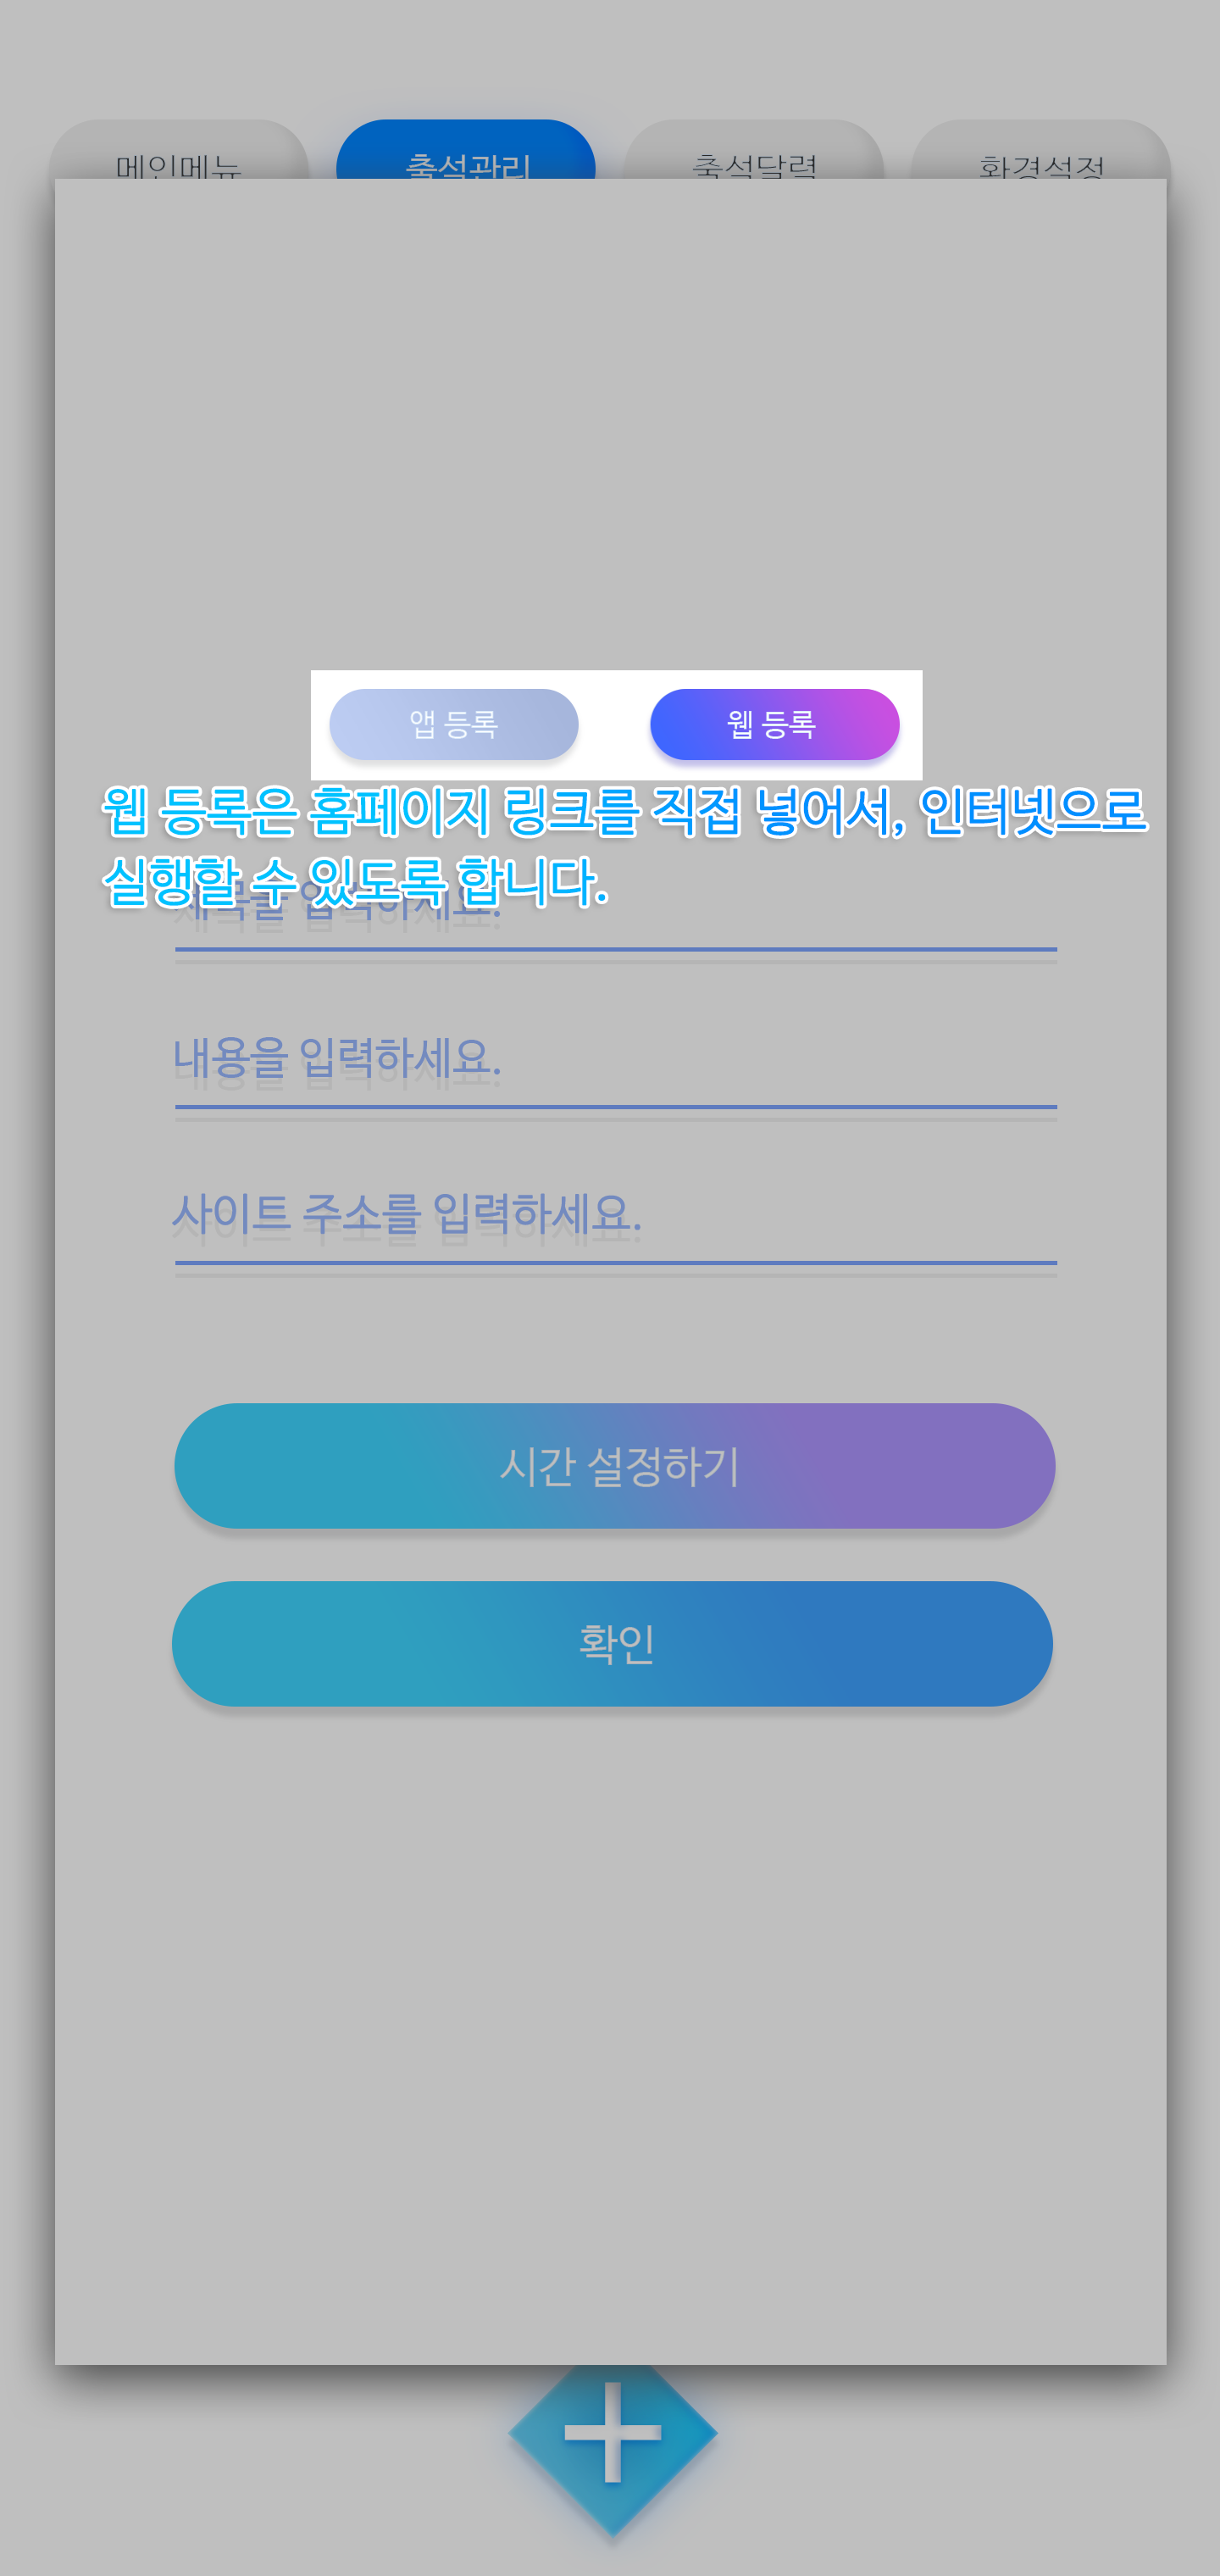 메인메뉴 출석관리 출석달력 환경설정
앱 등록 웹 등록
웹 등록은 홈페이지 링크를 직접 넣어서, 인터넷으로
실행할 수 있도록 합니다.
제목을 입력하세요.
내용을 입력하세요.
사이트 주소를 입력하세요.
시간 설정하기
확인